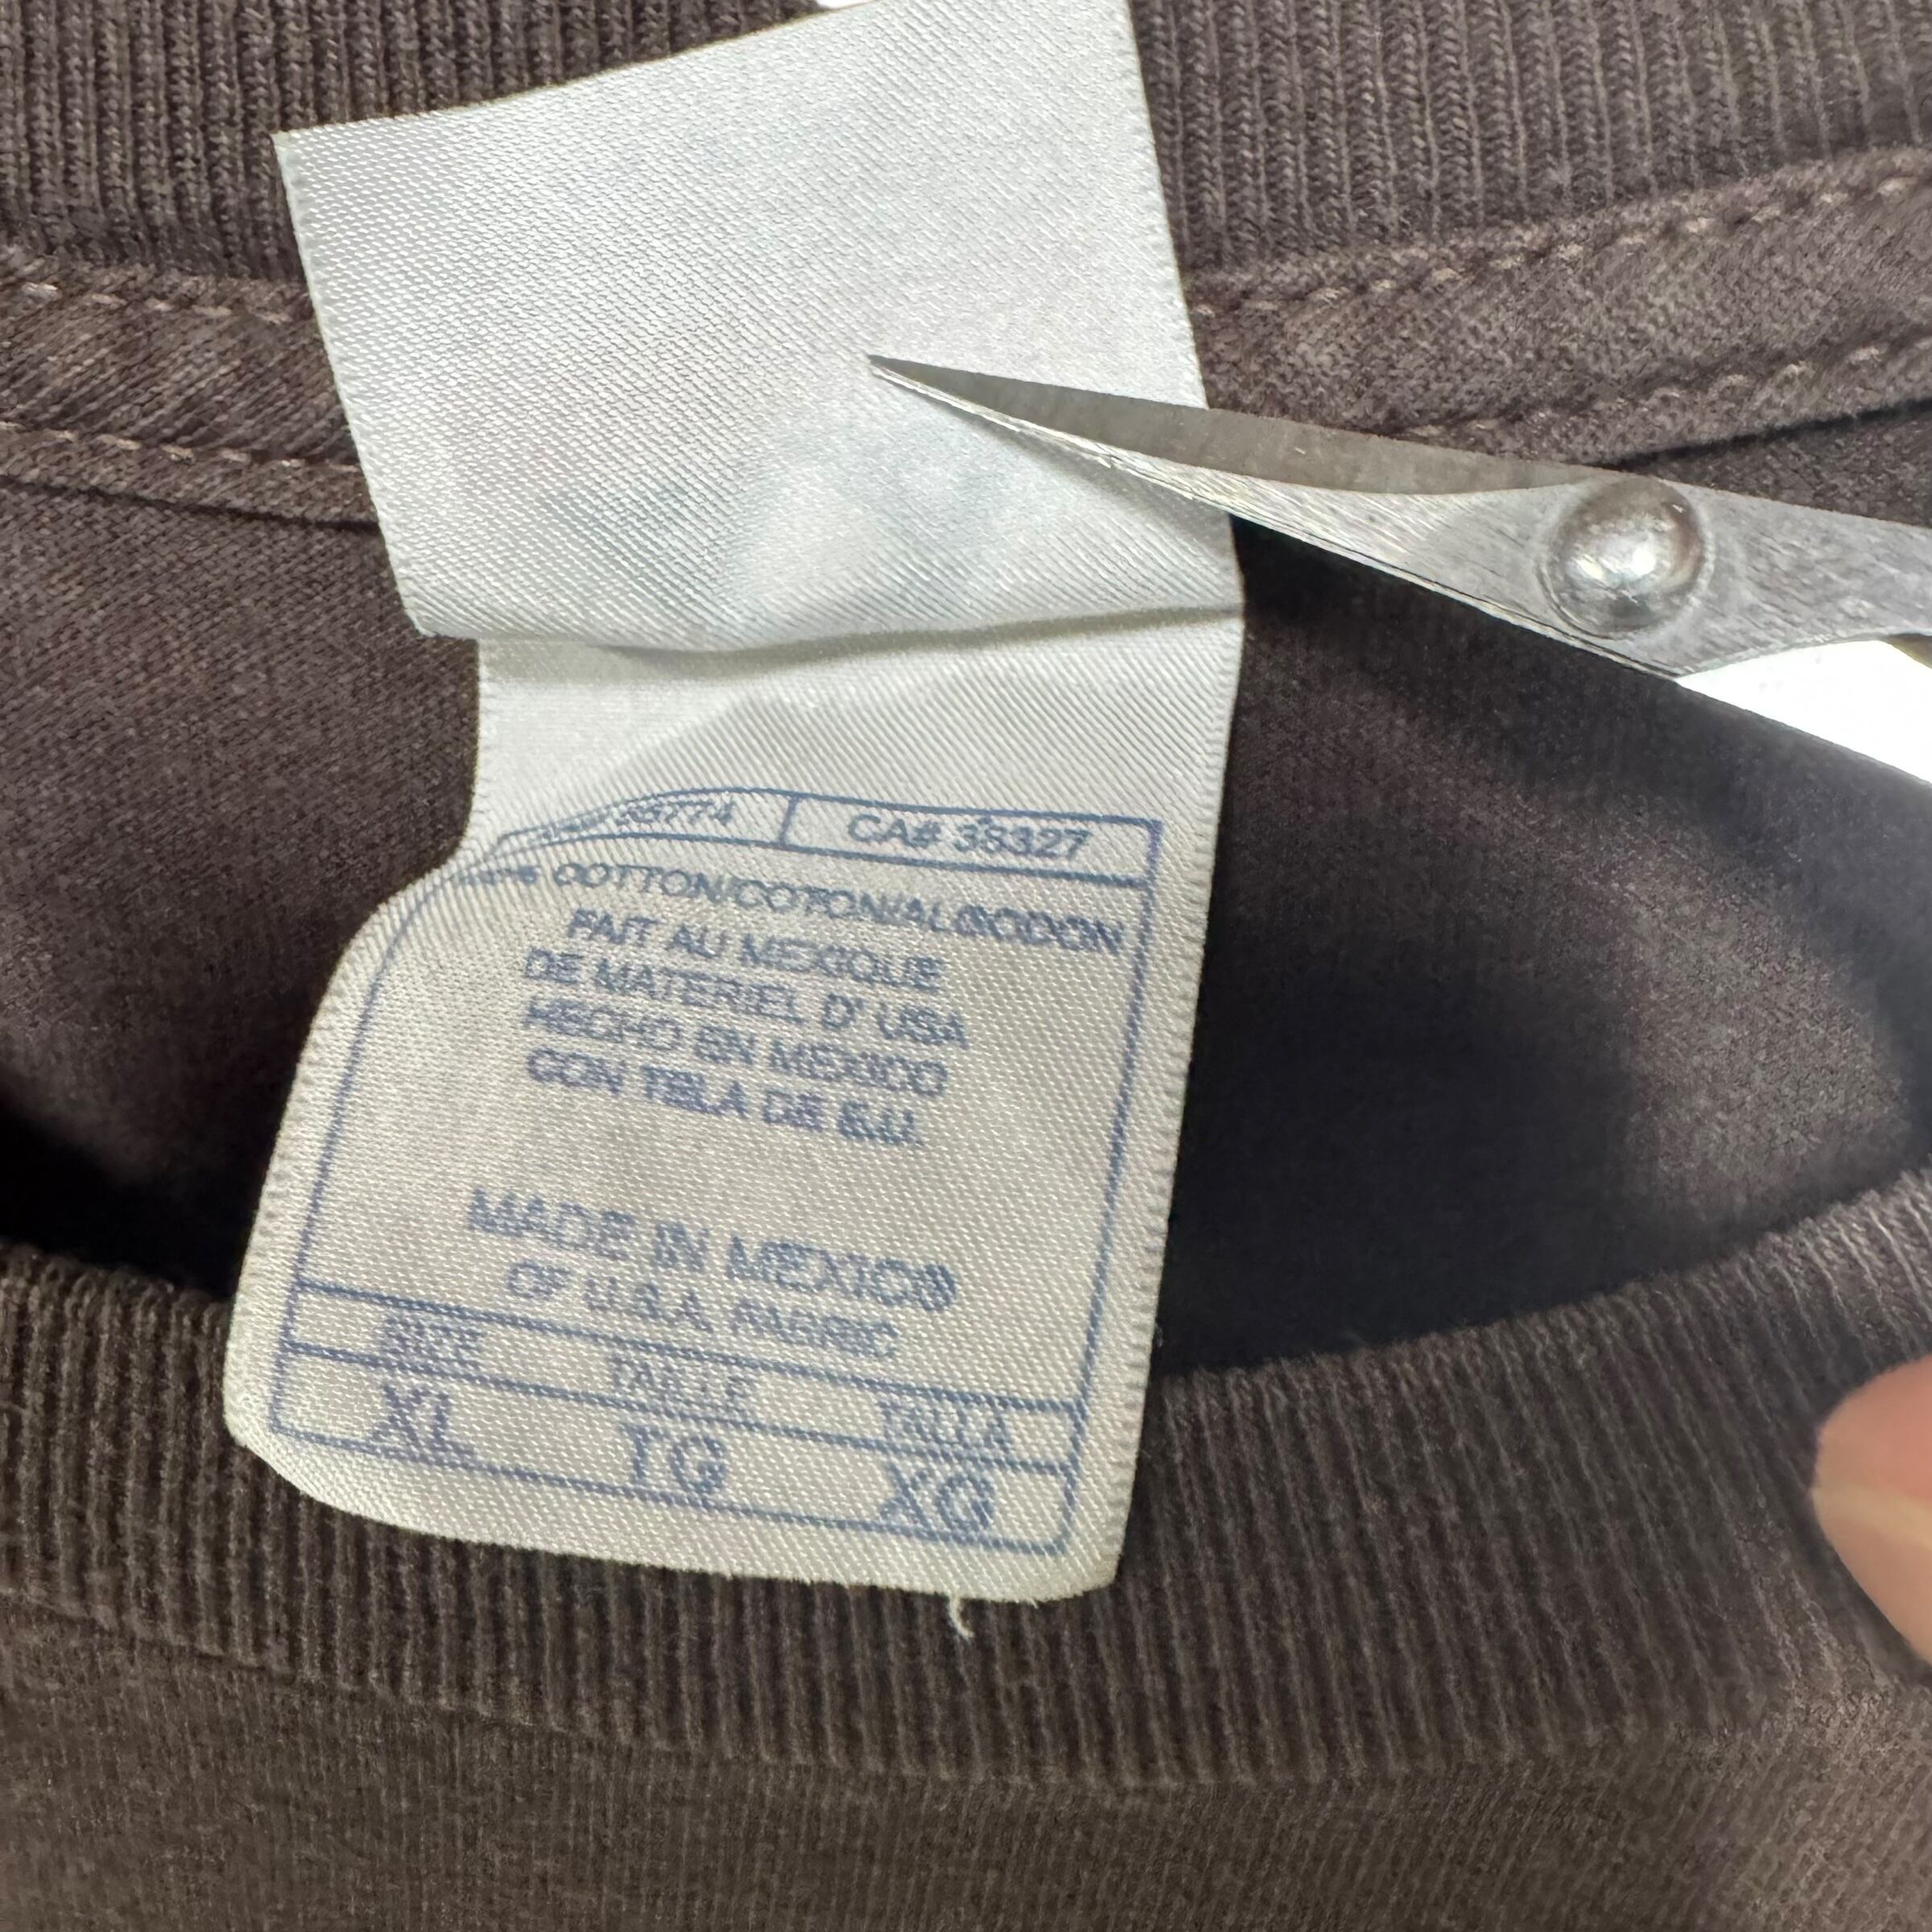 CA# 38327
COTTON/COTON/ALGODON
FAIT AU MEXIQUE
DE MATERIEL D' USA
HECHO EN MEXICO
CON TELA DE E.U.
MADE IN MEXICO
OF U.S.A. FABRIC
SIZE TAILLE TALLA
XL TG XG